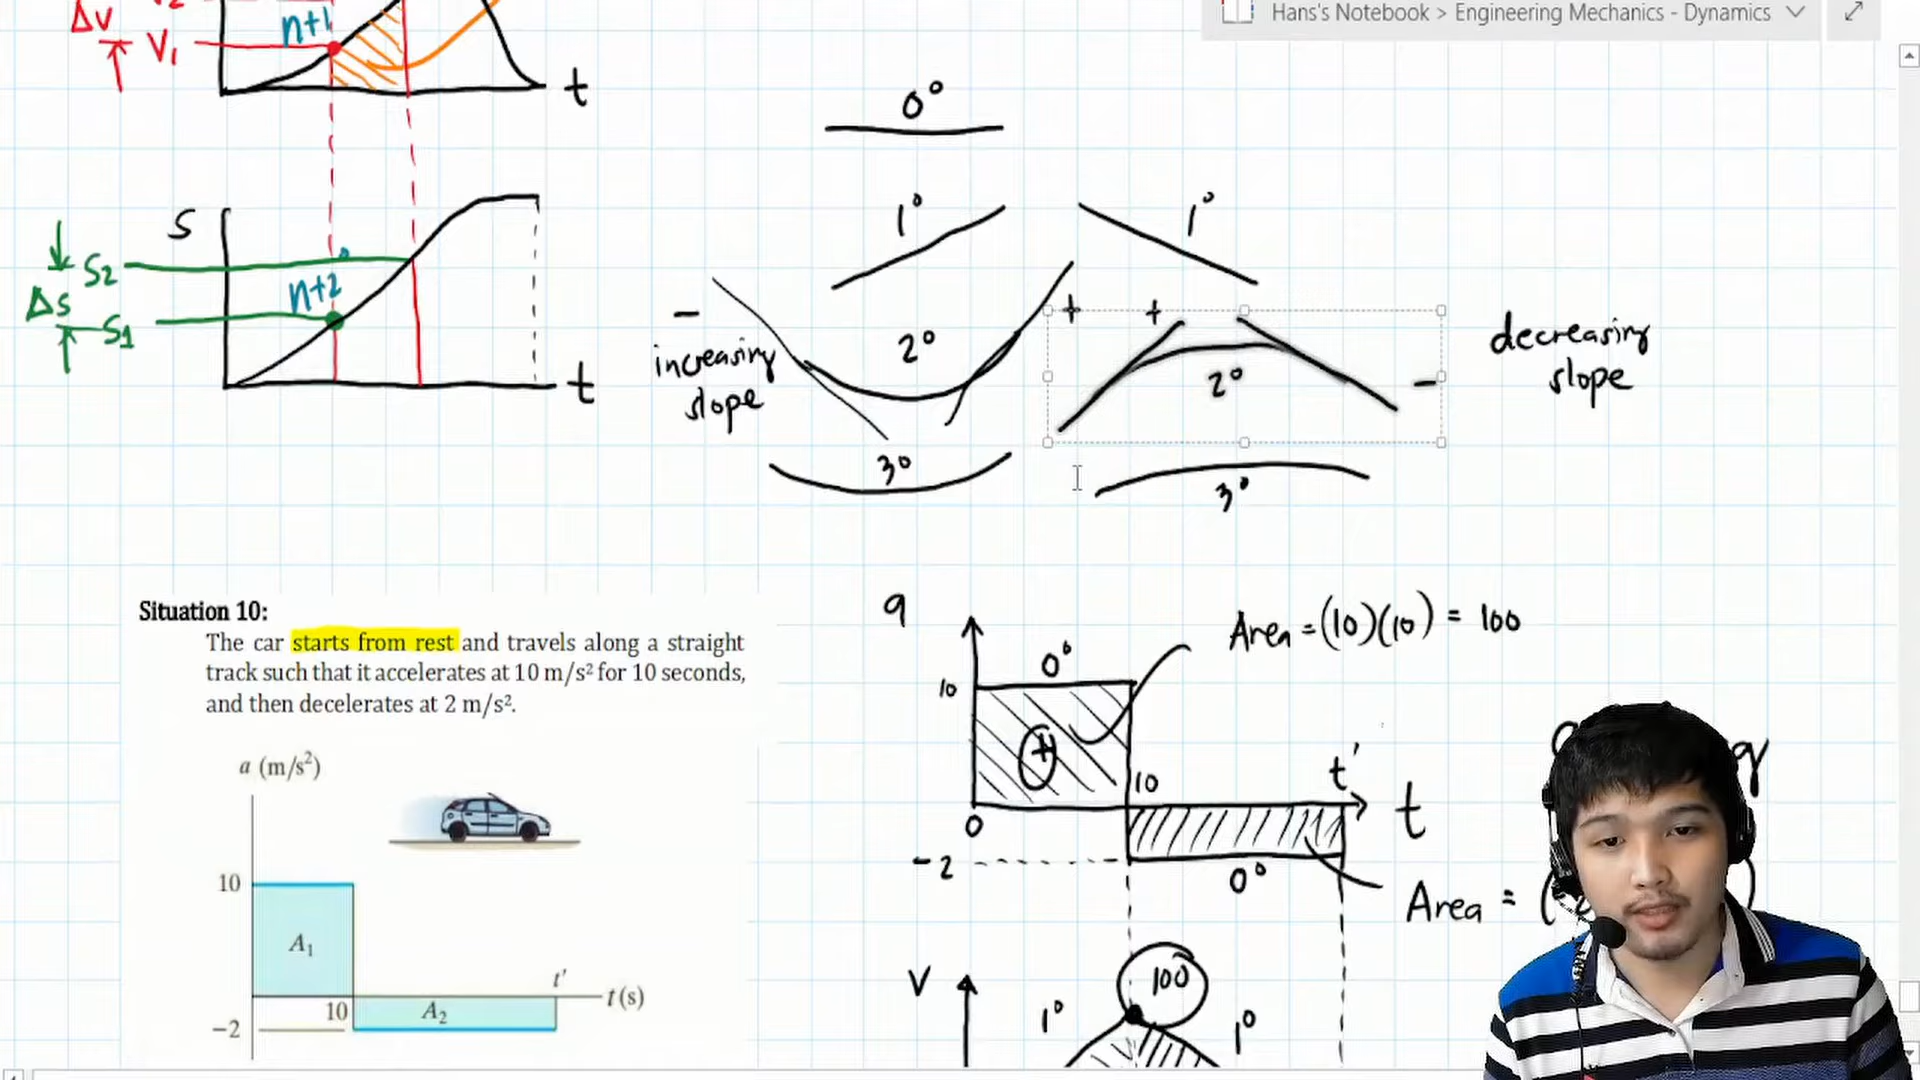 Hans's Notebook > Engineering Mechanics - Dynamics
Δv
V₁
n+1
t
0°
S
S₂
Δs
S₁
n+2
t
1°
1°
-
increasing
slope
2°
+
+
2°
-
decreasing
slope
3°
3°
Situation 10:
The car starts from rest and travels along a straight
track such that it accelerates at 10 m/s² for 10 seconds,
and then decelerates at 2 m/s².
a (m/s²)
10
A₁
t'
t (s)
10
A₂
-2
a
Area = (10)(10) = 100
0°
10
+
10
t'
t
0
-2
0°
Area = (
V
100
1°
1°